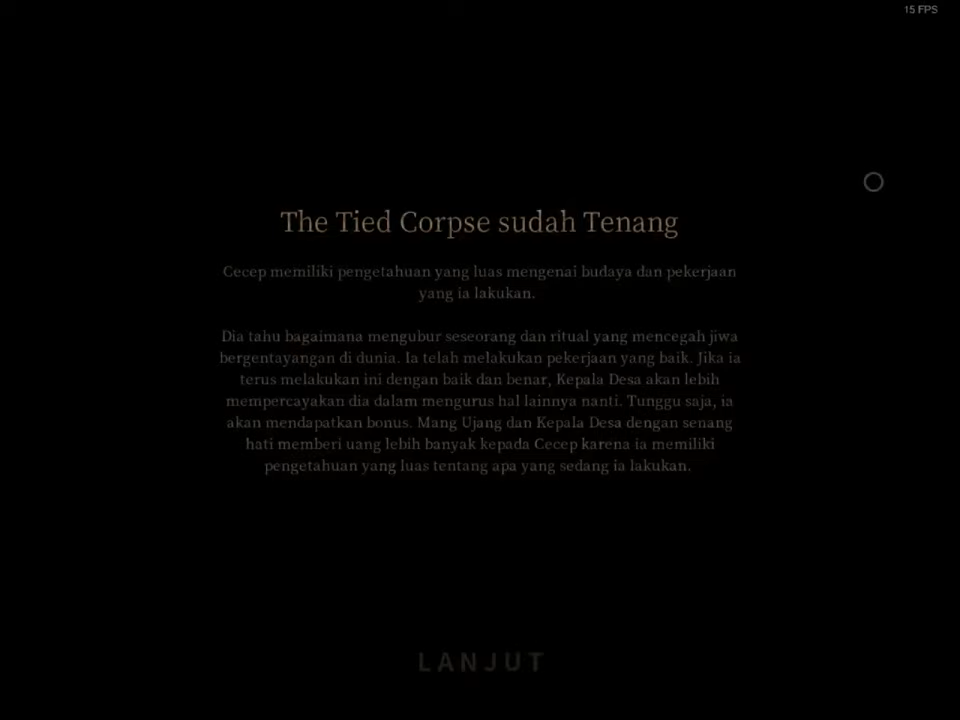 15 FPS
The Tied Corpse sudah Tenang
Cecep memiliki pengetahuan yang luas mengenai budaya dan pekerjaan
yang ia lakukan.
Dia tahu bagaimana mengubur seseorang dan ritual yang mencegah jiwa
bergentayangan di dunia. Ia telah melakukan pekerjaan yang baik. Jika ia
terus melakukan ini dengan baik dan benar, Kepala Desa akan lebih
mempercayakan dia dalam mengurus hal lainnya nanti. Tunggu saja, ia
akan mendapatkan bonus. Mang Ujang dan Kepala Desa dengan senang
hati memberi uang lebih banyak kepada Cecep karena ia memiliki
pengetahuan yang luas tentang apa yang sedang ia lakukan.
LANJUT